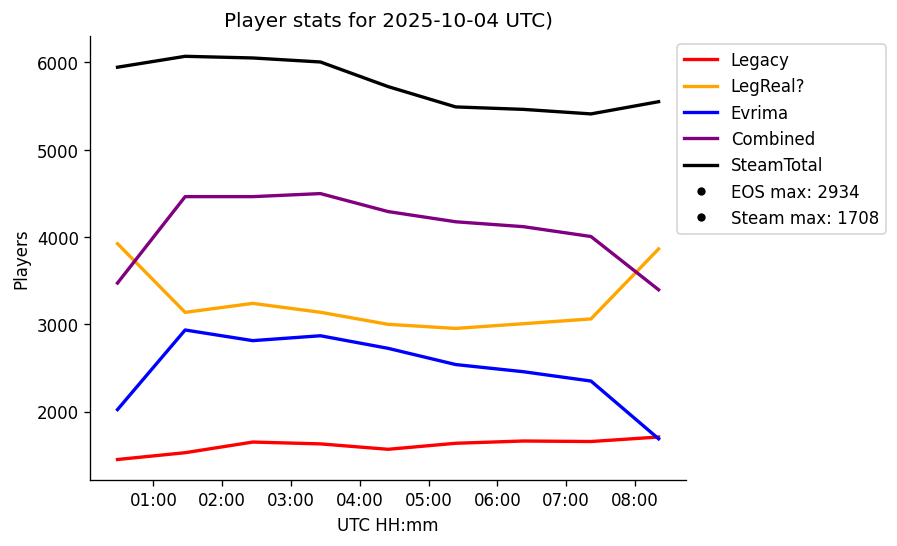 Player stats for 2025-10-04 UTC)
Legacy
LegReal?
Evrima
Combined
SteamTotal
EOS max: 2934
Steam max: 1708
Players
6000
5000
4000
3000
2000
01:00 02:00 03:00 04:00 05:00 06:00 07:00 08:00
UTC HH:mm